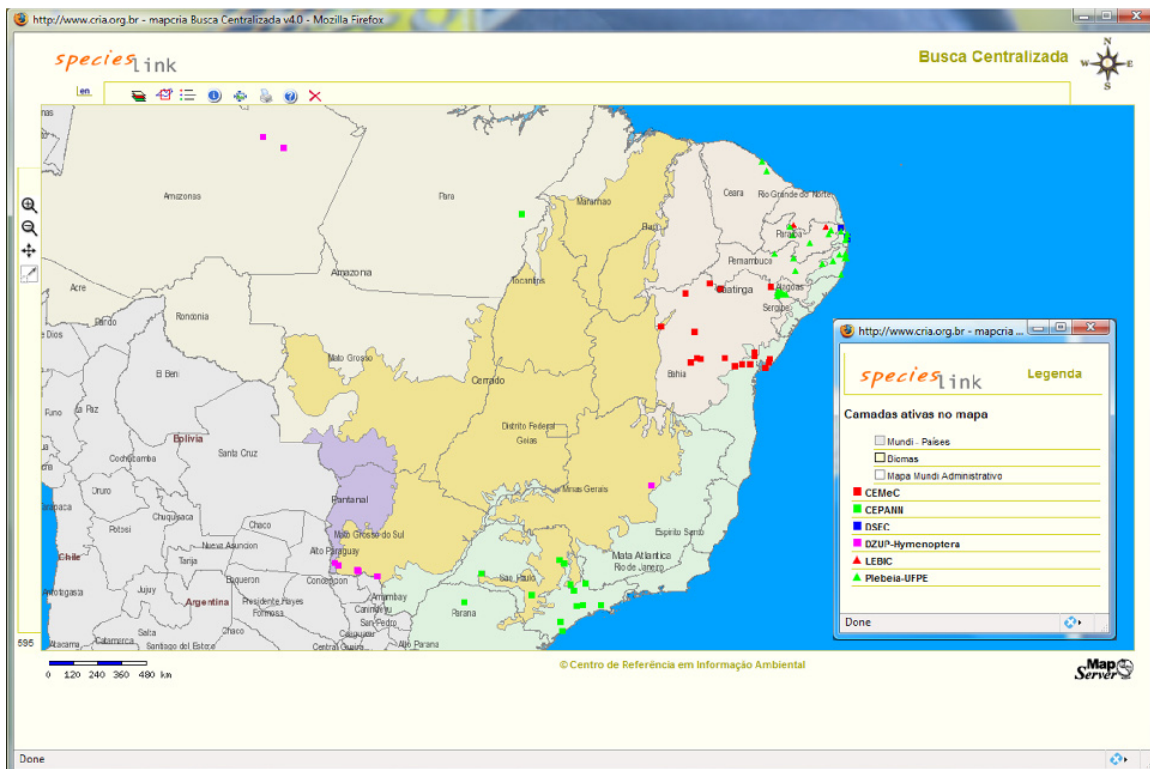 http://www.cria.org.br - mapcria Busca Centralizada v4.0 - Mozilla Firefox
species link
Busca Centralizada
N
W E
S
en
Amazonas
Para
Maranhao
Ceara
Rio Grande do Norte
Piaui
Paraiba
Pernambuco
Amazonia
Acre
Tocantins
Caatinga
Alagoas
Sergipe
Rondonia
Pando
Mato Grosso
Cerrado
Bahia
El Beni
La Paz
Puno
Distrito Federal
Goias
Bolivia
Santa Cruz
Cochabamba
Oruro
Pantanal
Minas Gerais
Tarapaca
Potosi
Chuquisaca
Chaco
Mato Grosso do Sul
Espirito Santo
Nueva Asuncion
Alto Paraguay
Mata Atlantica
Rio de Janeiro
Chile
Tarija
Boqueron
Concepcion
Sao Paulo
Antofagasta
Jujuy
Argentina
Presidente Hayes
Formosa
Amambay
Canindeyu
Parana
San Pedro
Salta
Chaco
Atacama
Catamarca
Santiago del Estero
Alto Parana
595
0 120 240 360 480 km
© Centro de Referência em Informação Ambiental
Map Server
Done
http://www.cria.org.br - mapcria ...
species link
Legenda
Camadas ativas no mapa
Mundi - Países
Biomas
Mapa Mundi Administrativo
CEMeC
CEPANN
DSEC
DZUP-Hymenoptera
LEBIC
Plebeia-UFPE
Done